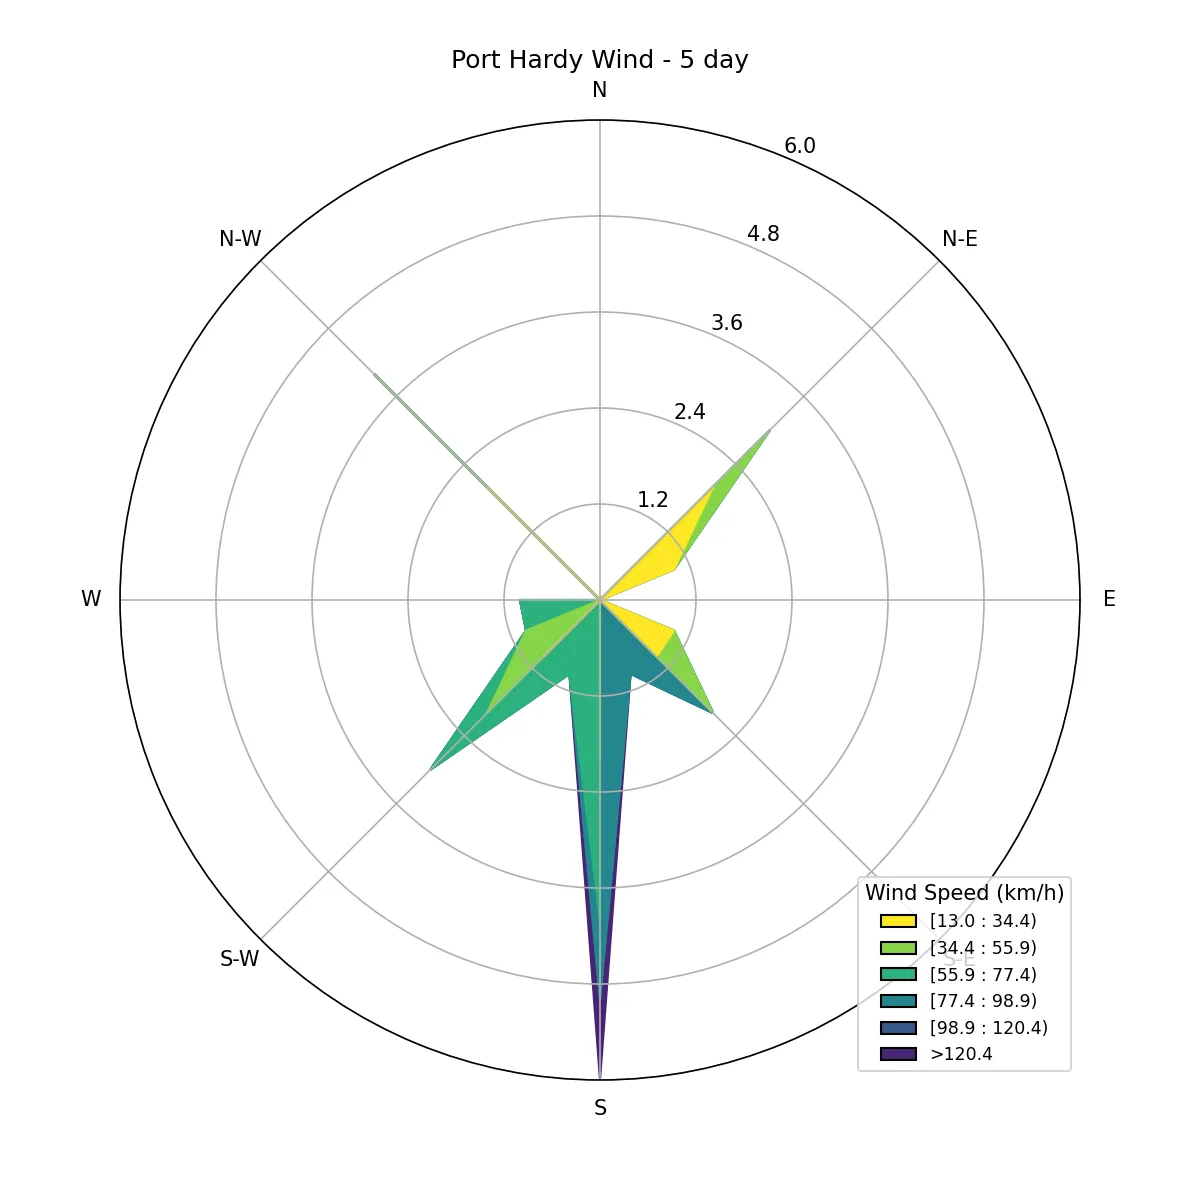 Port Hardy Wind - 5 day
N
6.0
N-W
N-E
4.8
3.6
2.4
1.2
W
E
S-W
S-E
S
Wind Speed (km/h)
[13.0 : 34.4)
[34.4 : 55.9)
[55.9 : 77.4)
[77.4 : 98.9)
[98.9 : 120.4)
>120.4